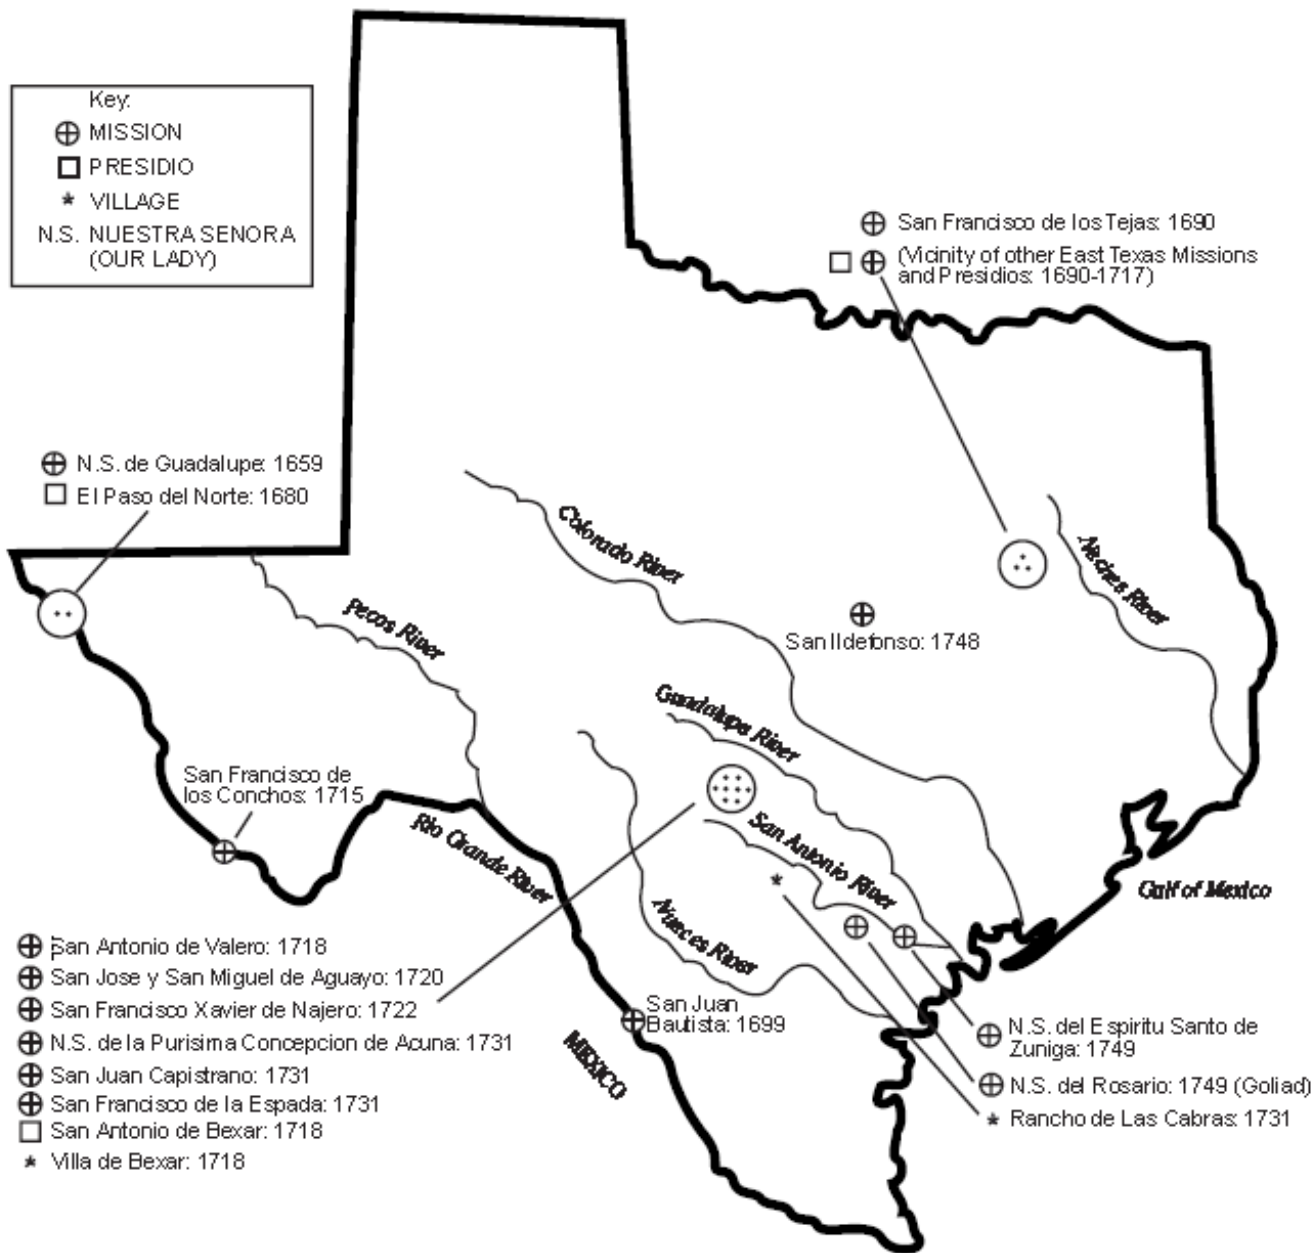 Key:
MISSION
PRESIDIO
* VILLAGE
N.S. NUESTRA SENORA
(OUR LADY)
San Francisco de los Tejas: 1690
(Vicinity of other East Texas Missions
and Presidios: 1690-1717)
N.S. de Guadalupe: 1659
El Paso del Norte: 1680
Colorado River
Neches River
Pecos River
San Ildefonso: 1748
Guadalupe River
San Francisco de
los Conchos: 1715
Rio Grande River
San Antonio River
Gulf of Mexico
Nueces River
San Antonio de Valero: 1718
San Jose y San Miguel de Aguayo: 1720
San Francisco Xavier de Najero: 1722
N.S. de la Purisima Concepcion de Acuna: 1731
San Juan Capistrano: 1731
San Francisco de la Espada: 1731
San Antonio de Bexar: 1718
* Villa de Bexar: 1718
San Juan
Bautista: 1699
MEXICO
N.S. del Espiritu Santo de
Zuniga: 1749
N.S. del Rosario: 1749 (Goliad)
* Rancho de Las Cabras: 1731